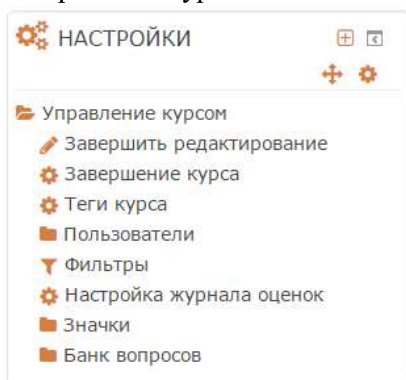 НАСТРОЙКИ
Управление курсом
Завершить редактирование
Завершение курса
Теги курса
Пользователи
Фильтры
Настройка журнала оценок
Значки
Банк вопросов